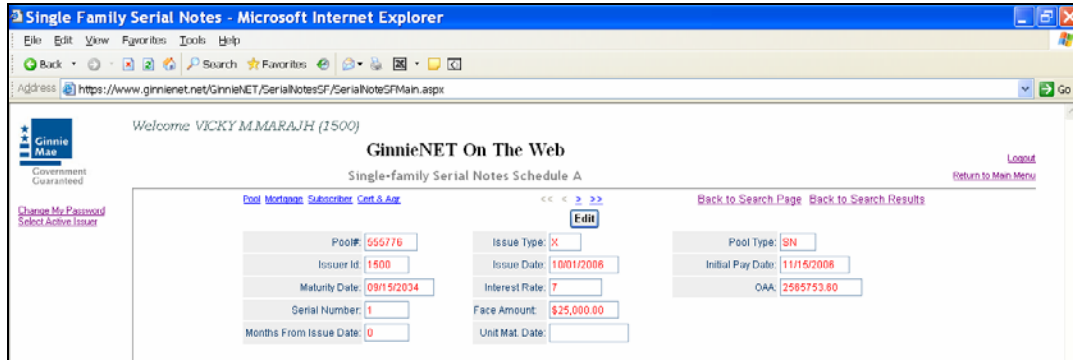 Single Family Serial Notes - Microsoft Internet Explorer
File Edit View Favorites Tools Help
Back Search Favorites
Address https://www.ginnienet.net/GinnieNET/SerialNotesSF/SerialNoteSFMain.aspx Go
Welcome VICKY M.MARAJH (1500)
Ginnie Mae
Government Guaranteed
GinnieNET On The Web
Logout
Single-family Serial Notes Schedule A
Return to Main Menu
Change My Password
Select Active Issuer
Pool Mortgage Subscriber Cert & Agr << < > >> Back to Search Page Back to Search Results
Edit
Pool#: 555776 Issue Type: X Pool Type: SN
Issuer Id: 1500 Issue Date: 10/01/2006 Initial Pay Date: 11/15/2006
Maturity Date: 09/15/2034 Interest Rate: 7 OAA: 2585753.60
Serial Number: 1 Face Amount: $25,000.00
Months From Issue Date: 0 Unit Mat. Date: